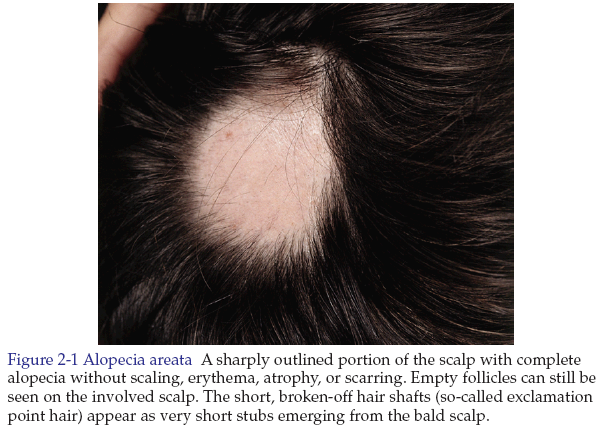 Figure 2-1 Alopecia areata A sharply outlined portion of the scalp with complete
alopecia without scaling, erythema, atrophy, or scarring. Empty follicles can still be
seen on the involved scalp. The short, broken-off hair shafts (so-called exclamation
point hair) appear as very short stubs emerging from the bald scalp.